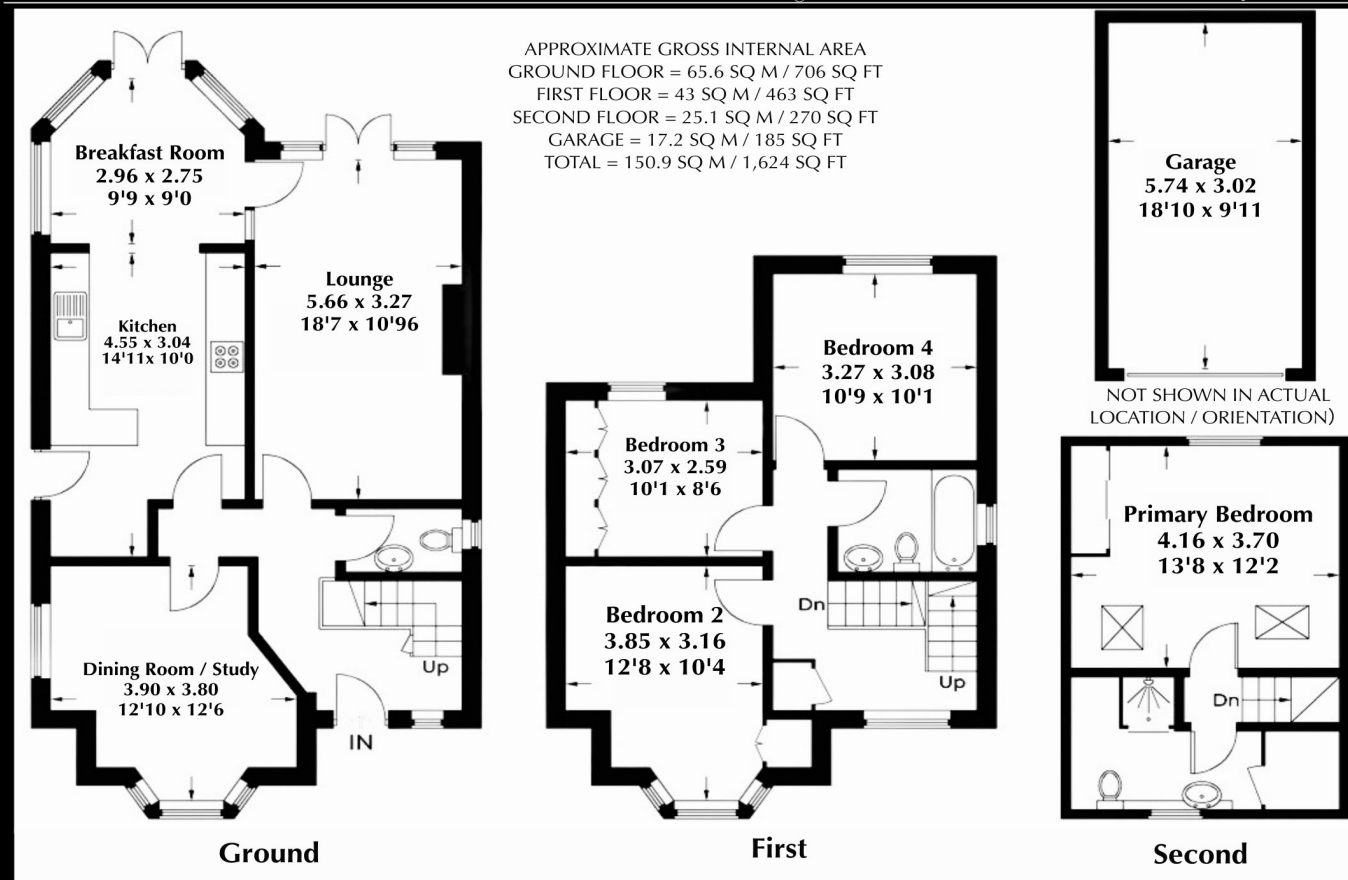 APPROXIMATE GROSS INTERNAL AREA
GROUND FLOOR = 65.6 SQ M / 706 SQ FT
FIRST FLOOR = 43 SQ M / 463 SQ FT
SECOND FLOOR = 25.1 SQ M / 270 SQ FT
GARAGE = 17.2 SQ M / 185 SQ FT
TOTAL = 150.9 SQ M / 1,624 SQ FT
Breakfast Room
2.96 x 2.75
9'9 x 9'0
Lounge
5.66 x 3.27
18'7 x 10'96
Kitchen
4.55 x 3.04
14'11x 10'0
Dining Room / Study
3.90 x 3.80
12'10 x 12'6
Up
IN
Ground
Bedroom 4
3.27 x 3.08
10'9 x 10'1
Bedroom 3
3.07 x 2.59
10'1 x 8'6
Bedroom 2
3.85 x 3.16
12'8 x 10'4
Dn
Up
First
Garage
5.74 x 3.02
18'10 x 9'11
NOT SHOWN IN ACTUAL
LOCATION / ORIENTATION)
Primary Bedroom
4.16 x 3.70
13'8 x 12'2
Dn
Second